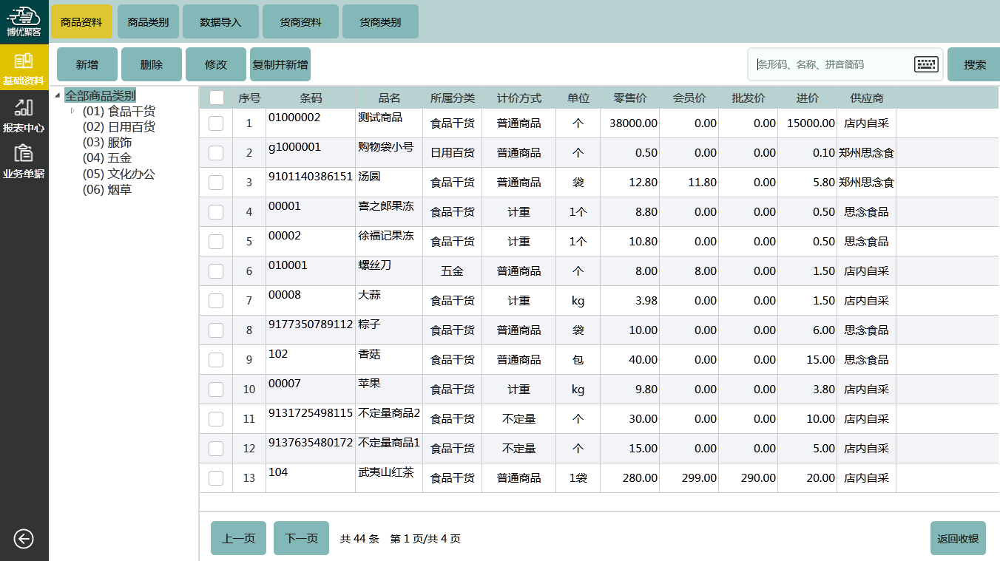 博优聚客
商品资料 商品类别 数据导入 货商资料 货商类别
基础资料
报表中心
业务单据
新增 删除 修改 复制并新增 条形码、名称、拼音简码 搜索
全部商品类别
(01) 食品干货
(02) 日用百货
(03) 服饰
(04) 五金
(05) 文化办公
(06) 烟草
序号 条码 品名 所属分类 计价方式 单位 零售价 会员价 批发价 进价 供应商
1 01000002 测试商品 食品干货 普通商品 个 38000.00 0.00 0.00 15000.00 店内自采
2 g1000001 购物袋小号 日用百货 普通商品 个 0.50 0.00 0.00 0.10 郑州思念食
3 9101140386151 汤圆 食品干货 普通商品 袋 12.80 11.80 0.00 5.80 郑州思念食
4 00001 喜之郎果冻 食品干货 计重 1个 8.80 0.00 0.00 0.50 思念食品
5 00002 徐福记果冻 食品干货 计重 1个 10.80 0.00 0.00 0.50 思念食品
6 010001 螺丝刀 五金 普通商品 个 8.00 8.00 0.00 1.50 店内自采
7 00008 大蒜 食品干货 计重 kg 3.98 0.00 0.00 1.50 店内自采
8 9177350789112 粽子 食品干货 普通商品 袋 10.00 0.00 0.00 6.00 思念食品
9 102 香菇 食品干货 普通商品 包 40.00 0.00 0.00 15.00 思念食品
10 00007 苹果 食品干货 计重 kg 9.80 0.00 0.00 3.80 店内自采
11 9131725498115 不定量商品2 食品干货 不定量 个 30.00 0.00 0.00 10.00 店内自采
12 9137635480172 不定量商品1 食品干货 不定量 个 15.00 0.00 0.00 5.00 店内自采
13 104 武夷山红茶 食品干货 普通商品 1袋 280.00 299.00 290.00 20.00 店内自采
上一页 下一页 共 44 条 第 1 页/共 4 页 返回收银